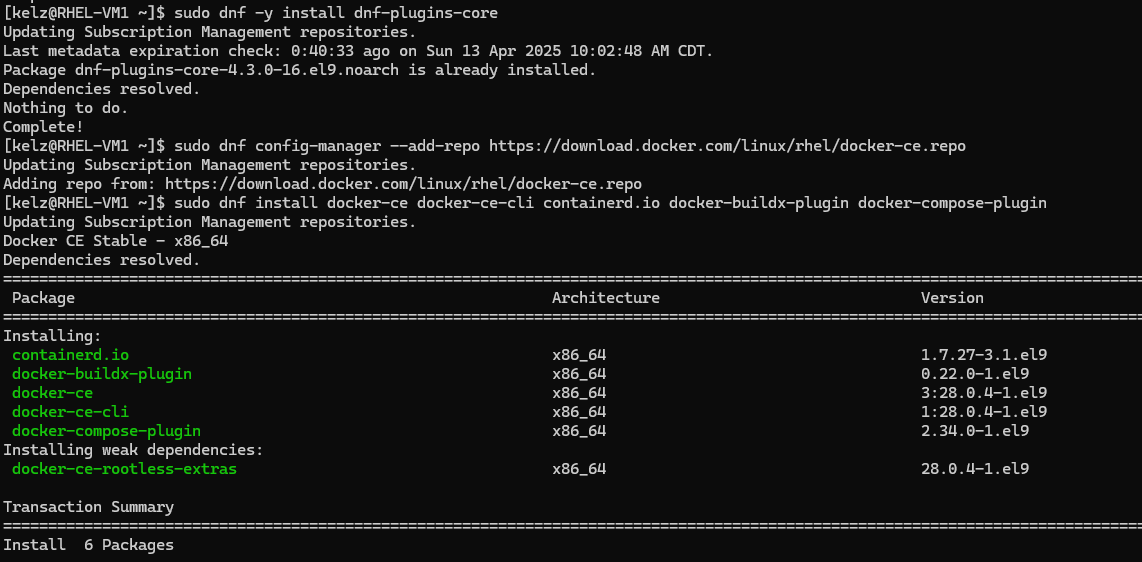 [kelz@RHEL-VM1 ~]$ sudo dnf -y install dnf-plugins-core
Updating Subscription Management repositories.
Last metadata expiration check: 0:40:33 ago on Sun 13 Apr 2025 10:02:48 AM CDT.
Package dnf-plugins-core-4.3.0-16.el9.noarch is already installed.
Dependencies resolved.
Nothing to do.
Complete!
[kelz@RHEL-VM1 ~]$ sudo dnf config-manager --add-repo https://download.docker.com/linux/rhel/docker-ce.repo
Updating Subscription Management repositories.
Adding repo from: https://download.docker.com/linux/rhel/docker-ce.repo
[kelz@RHEL-VM1 ~]$ sudo dnf install docker-ce docker-ce-cli containerd.io docker-buildx-plugin docker-compose-plugin
Updating Subscription Management repositories.
Docker CE Stable - x86_64
Dependencies resolved.
================================================================================
Package Architecture Version
================================================================================
Installing:
containerd.io x86_64 1.7.27-3.1.el9
docker-buildx-plugin x86_64 0.22.0-1.el9
docker-ce x86_64 3:28.0.4-1.el9
docker-ce-cli x86_64 1:28.0.4-1.el9
docker-compose-plugin x86_64 2.34.0-1.el9
Installing weak dependencies:
docker-ce-rootless-extras x86_64 28.0.4-1.el9
Transaction Summary
================================================================================
Install 6 Packages